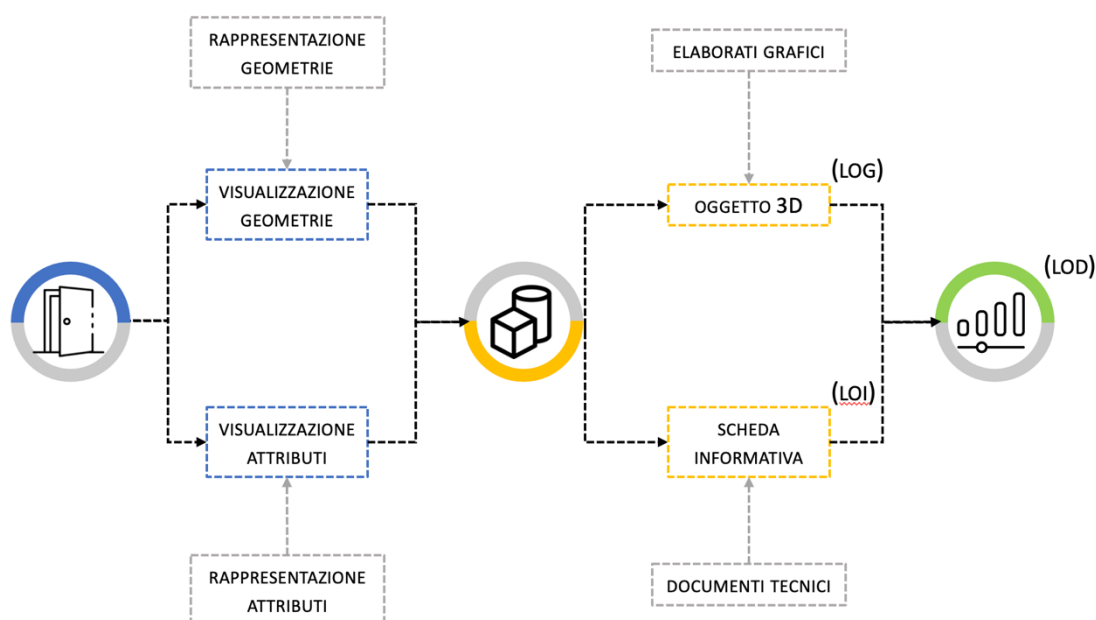 RAPPRESENTAZIONE
GEOMETRIE
ELABORATI GRAFICI
VISUALIZZAZIONE
GEOMETRIE
(LOG)
OGGETTO 3D
(LOD)
VISUALIZZAZIONE
ATTRIBUTI
(LOI)
SCHEDA
INFORMATIVA
RAPPRESENTAZIONE
ATTRIBUTI
DOCUMENTI TECNICI